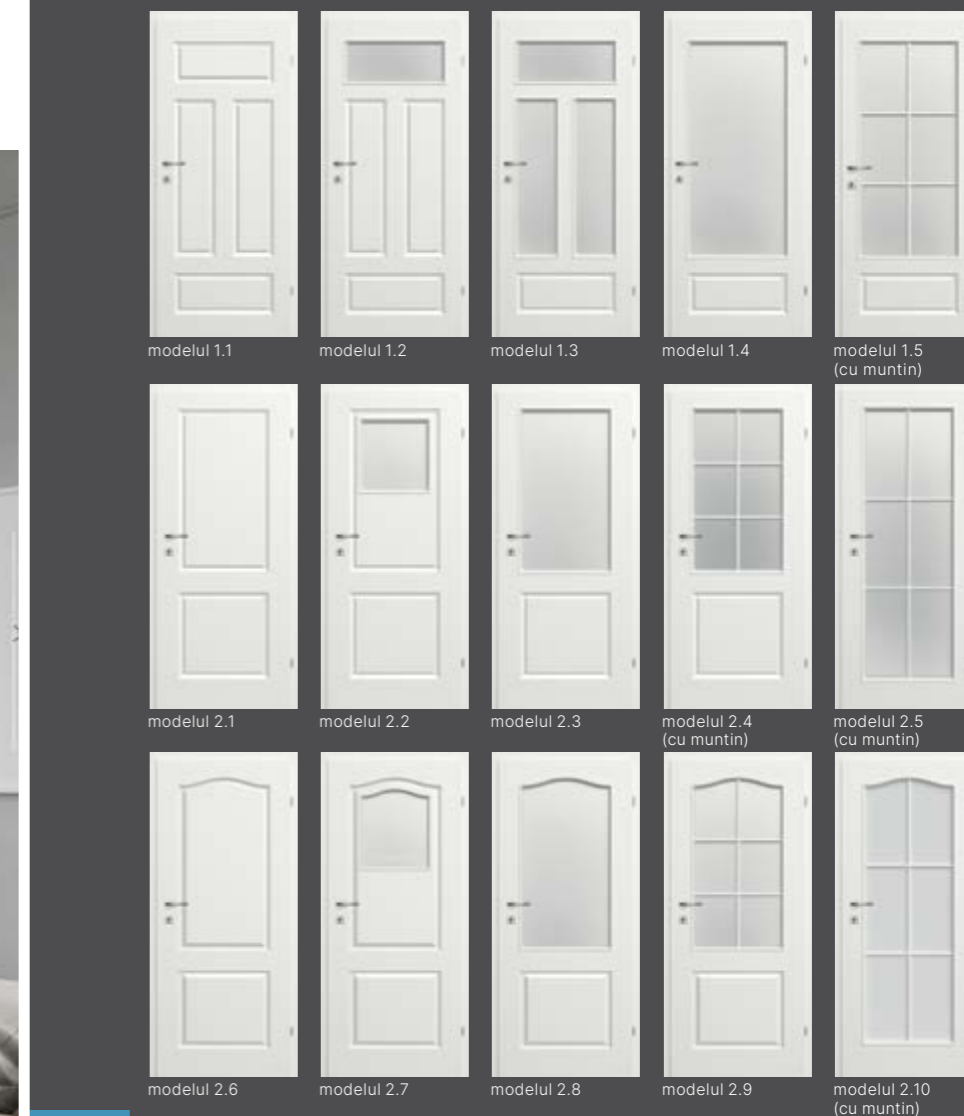 modelul 1.1
modelul 1.2
modelul 1.3
modelul 1.4
modelul 1.5
(cu muntin)
modelul 2.1
modelul 2.2
modelul 2.3
modelul 2.4
(cu muntin)
modelul 2.5
(cu muntin)
modelul 2.6
modelul 2.7
modelul 2.8
modelul 2.9
modelul 2.10
(cu muntin)